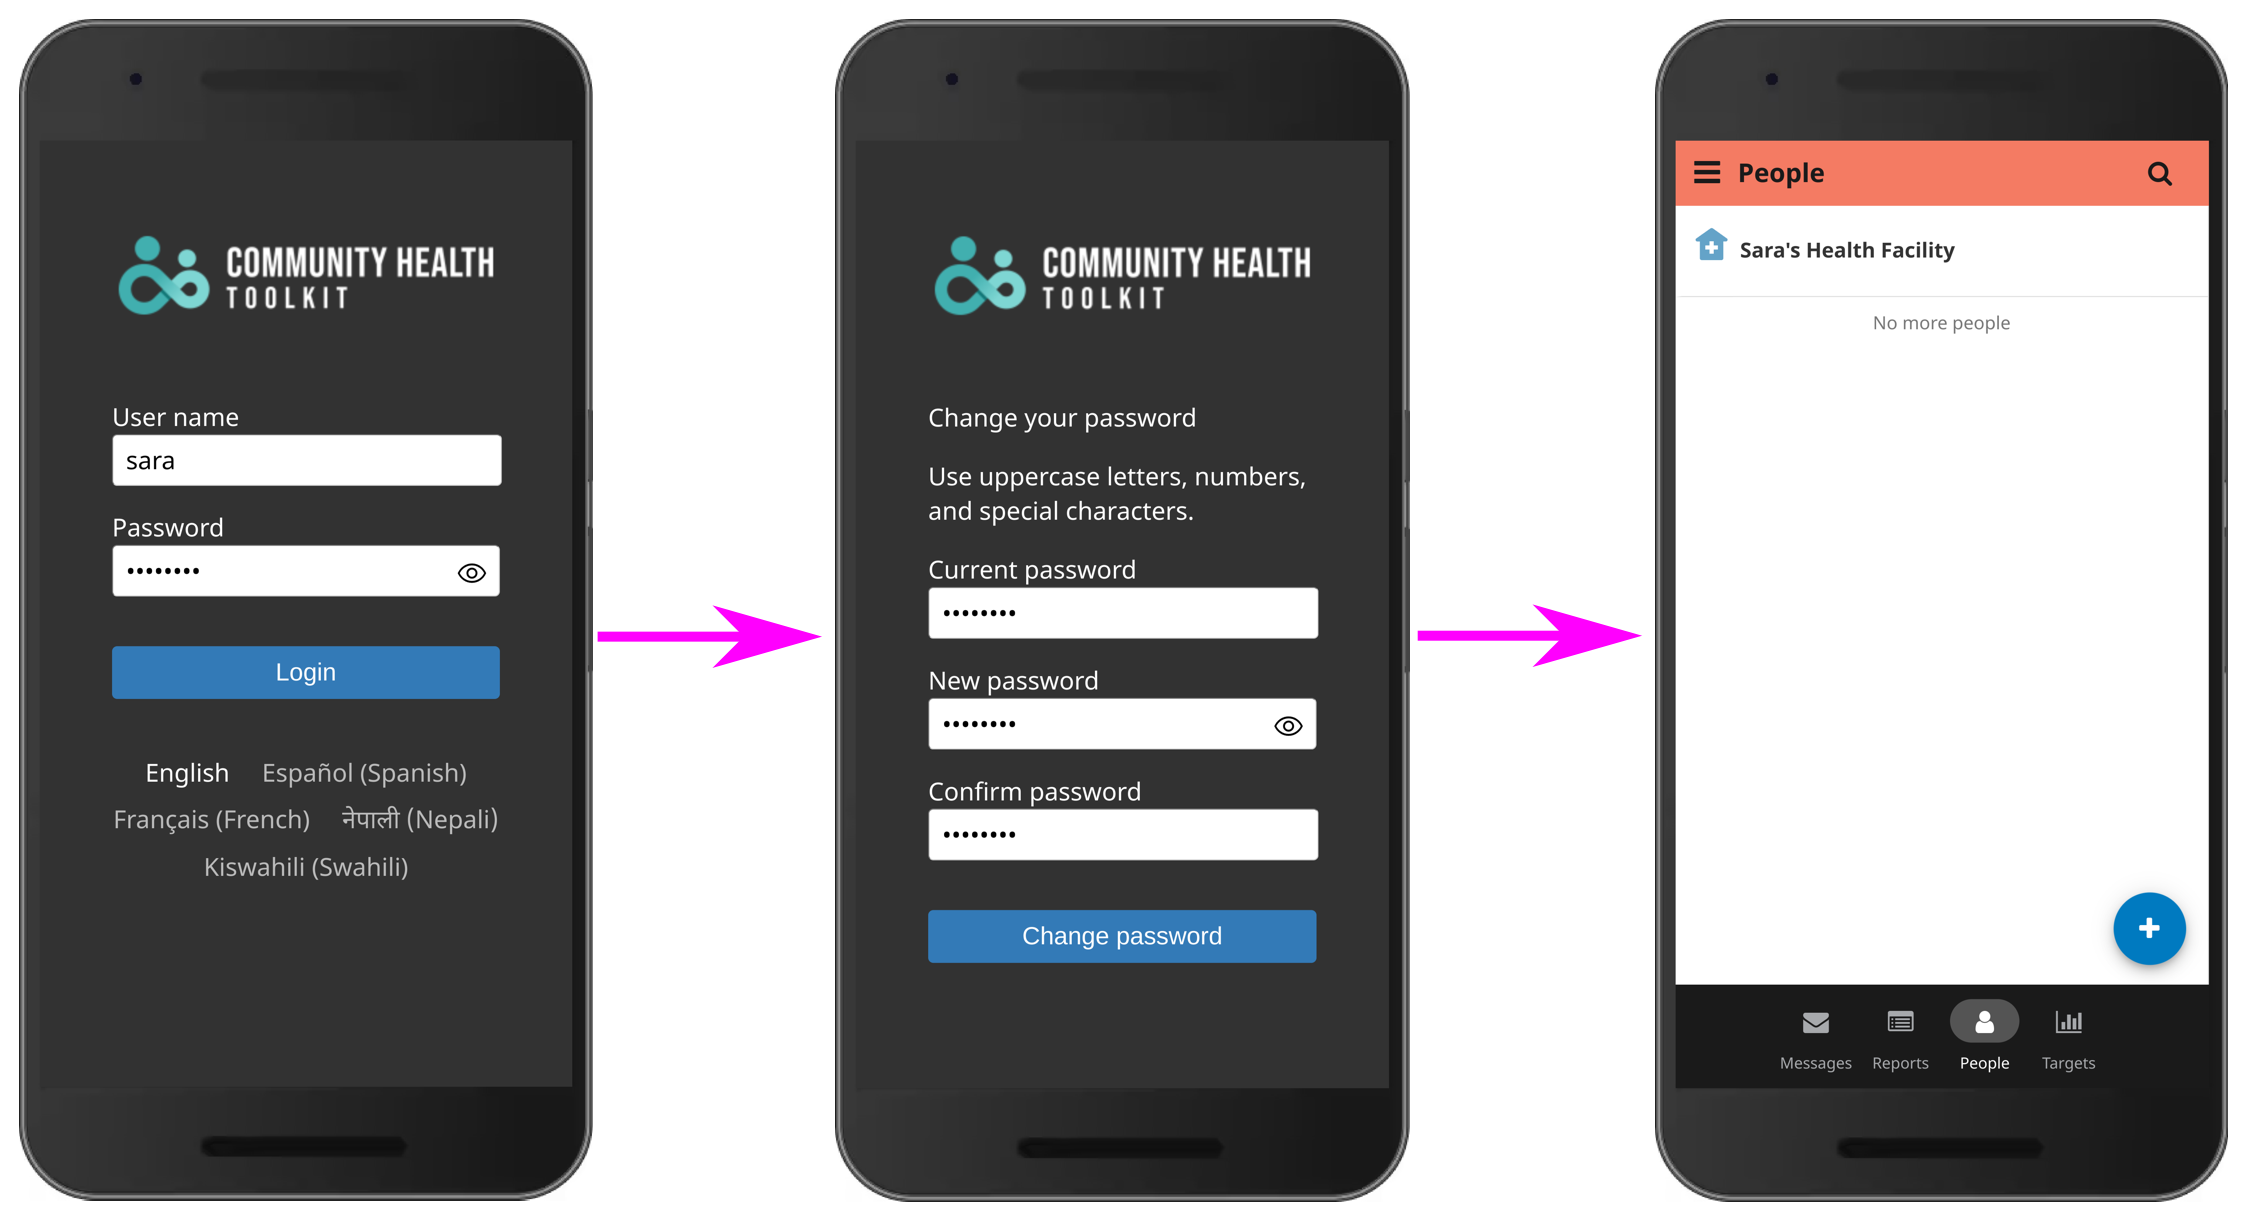 COMMUNITY HEALTH
TOOLKIT
User name
sara
Password
••••••••
Login
English Español (Spanish)
Français (French) नेपाली (Nepali)
Kiswahili (Swahili)
COMMUNITY HEALTH
TOOLKIT
Change your password
Use uppercase letters, numbers,
and special characters.
Current password
••••••••
New password
••••••••
Confirm password
••••••••
Change password
People
Sara's Health Facility
No more people
Messages Reports People Targets